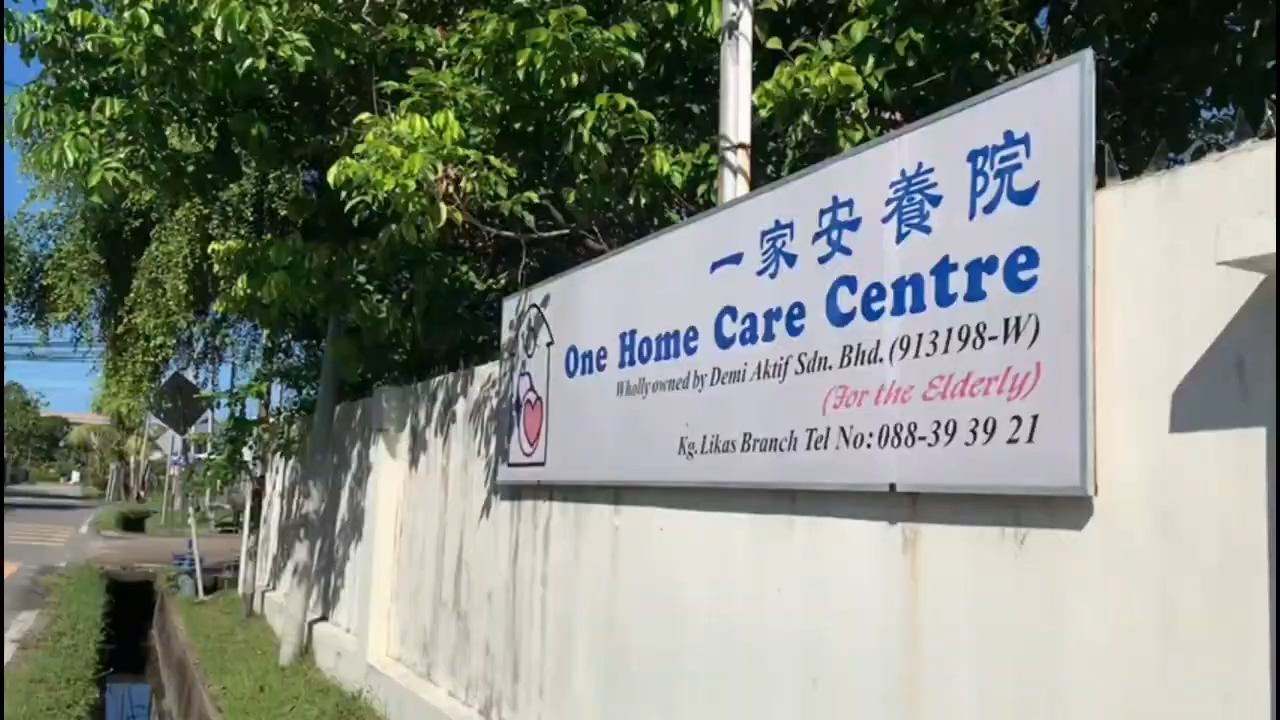 一家安養院
One Home Care Centre
Wholly owned by Demi Aktif Sdn. Bhd. (913198-W)
(For the Elderly)
Kg. Likas Branch Tel No: 088-39 39 21